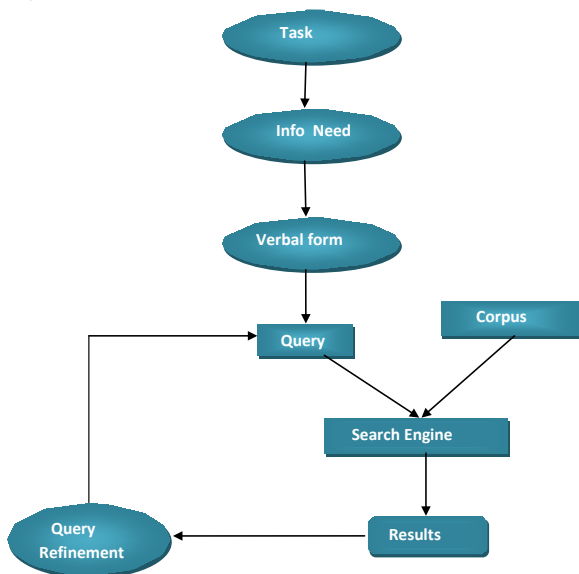 Task
Info Need
Verbal form
Corpus
Query
Search Engine
Results
Query
Refinement